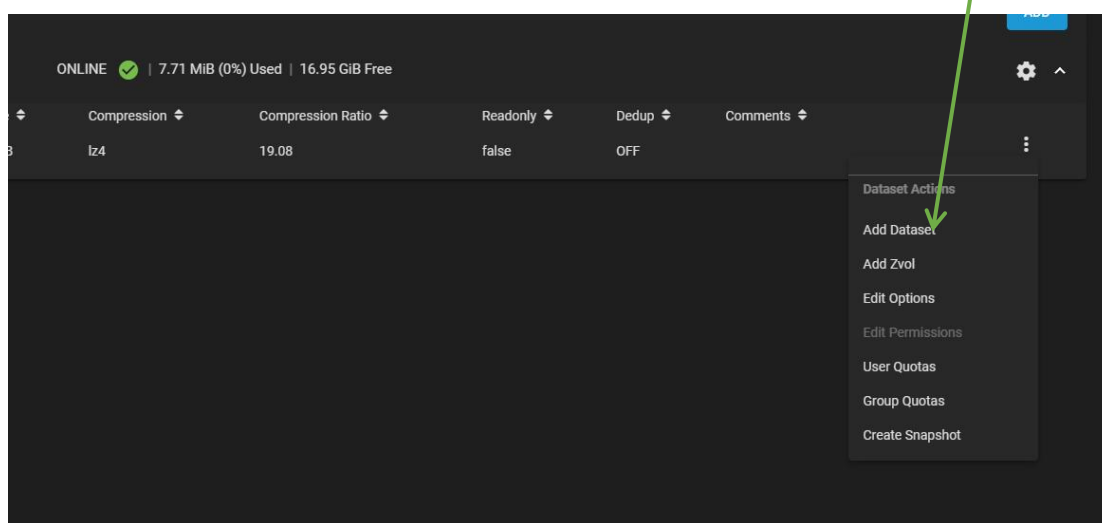 ADD
ONLINE | 7.71 MiB (0%) Used | 16.95 GiB Free
Compression Compression Ratio Readonly Dedup Comments
lz4 19.08 false OFF
Dataset Actions
Add Dataset
Add Zvol
Edit Options
Edit Permissions
User Quotas
Group Quotas
Create Snapshot